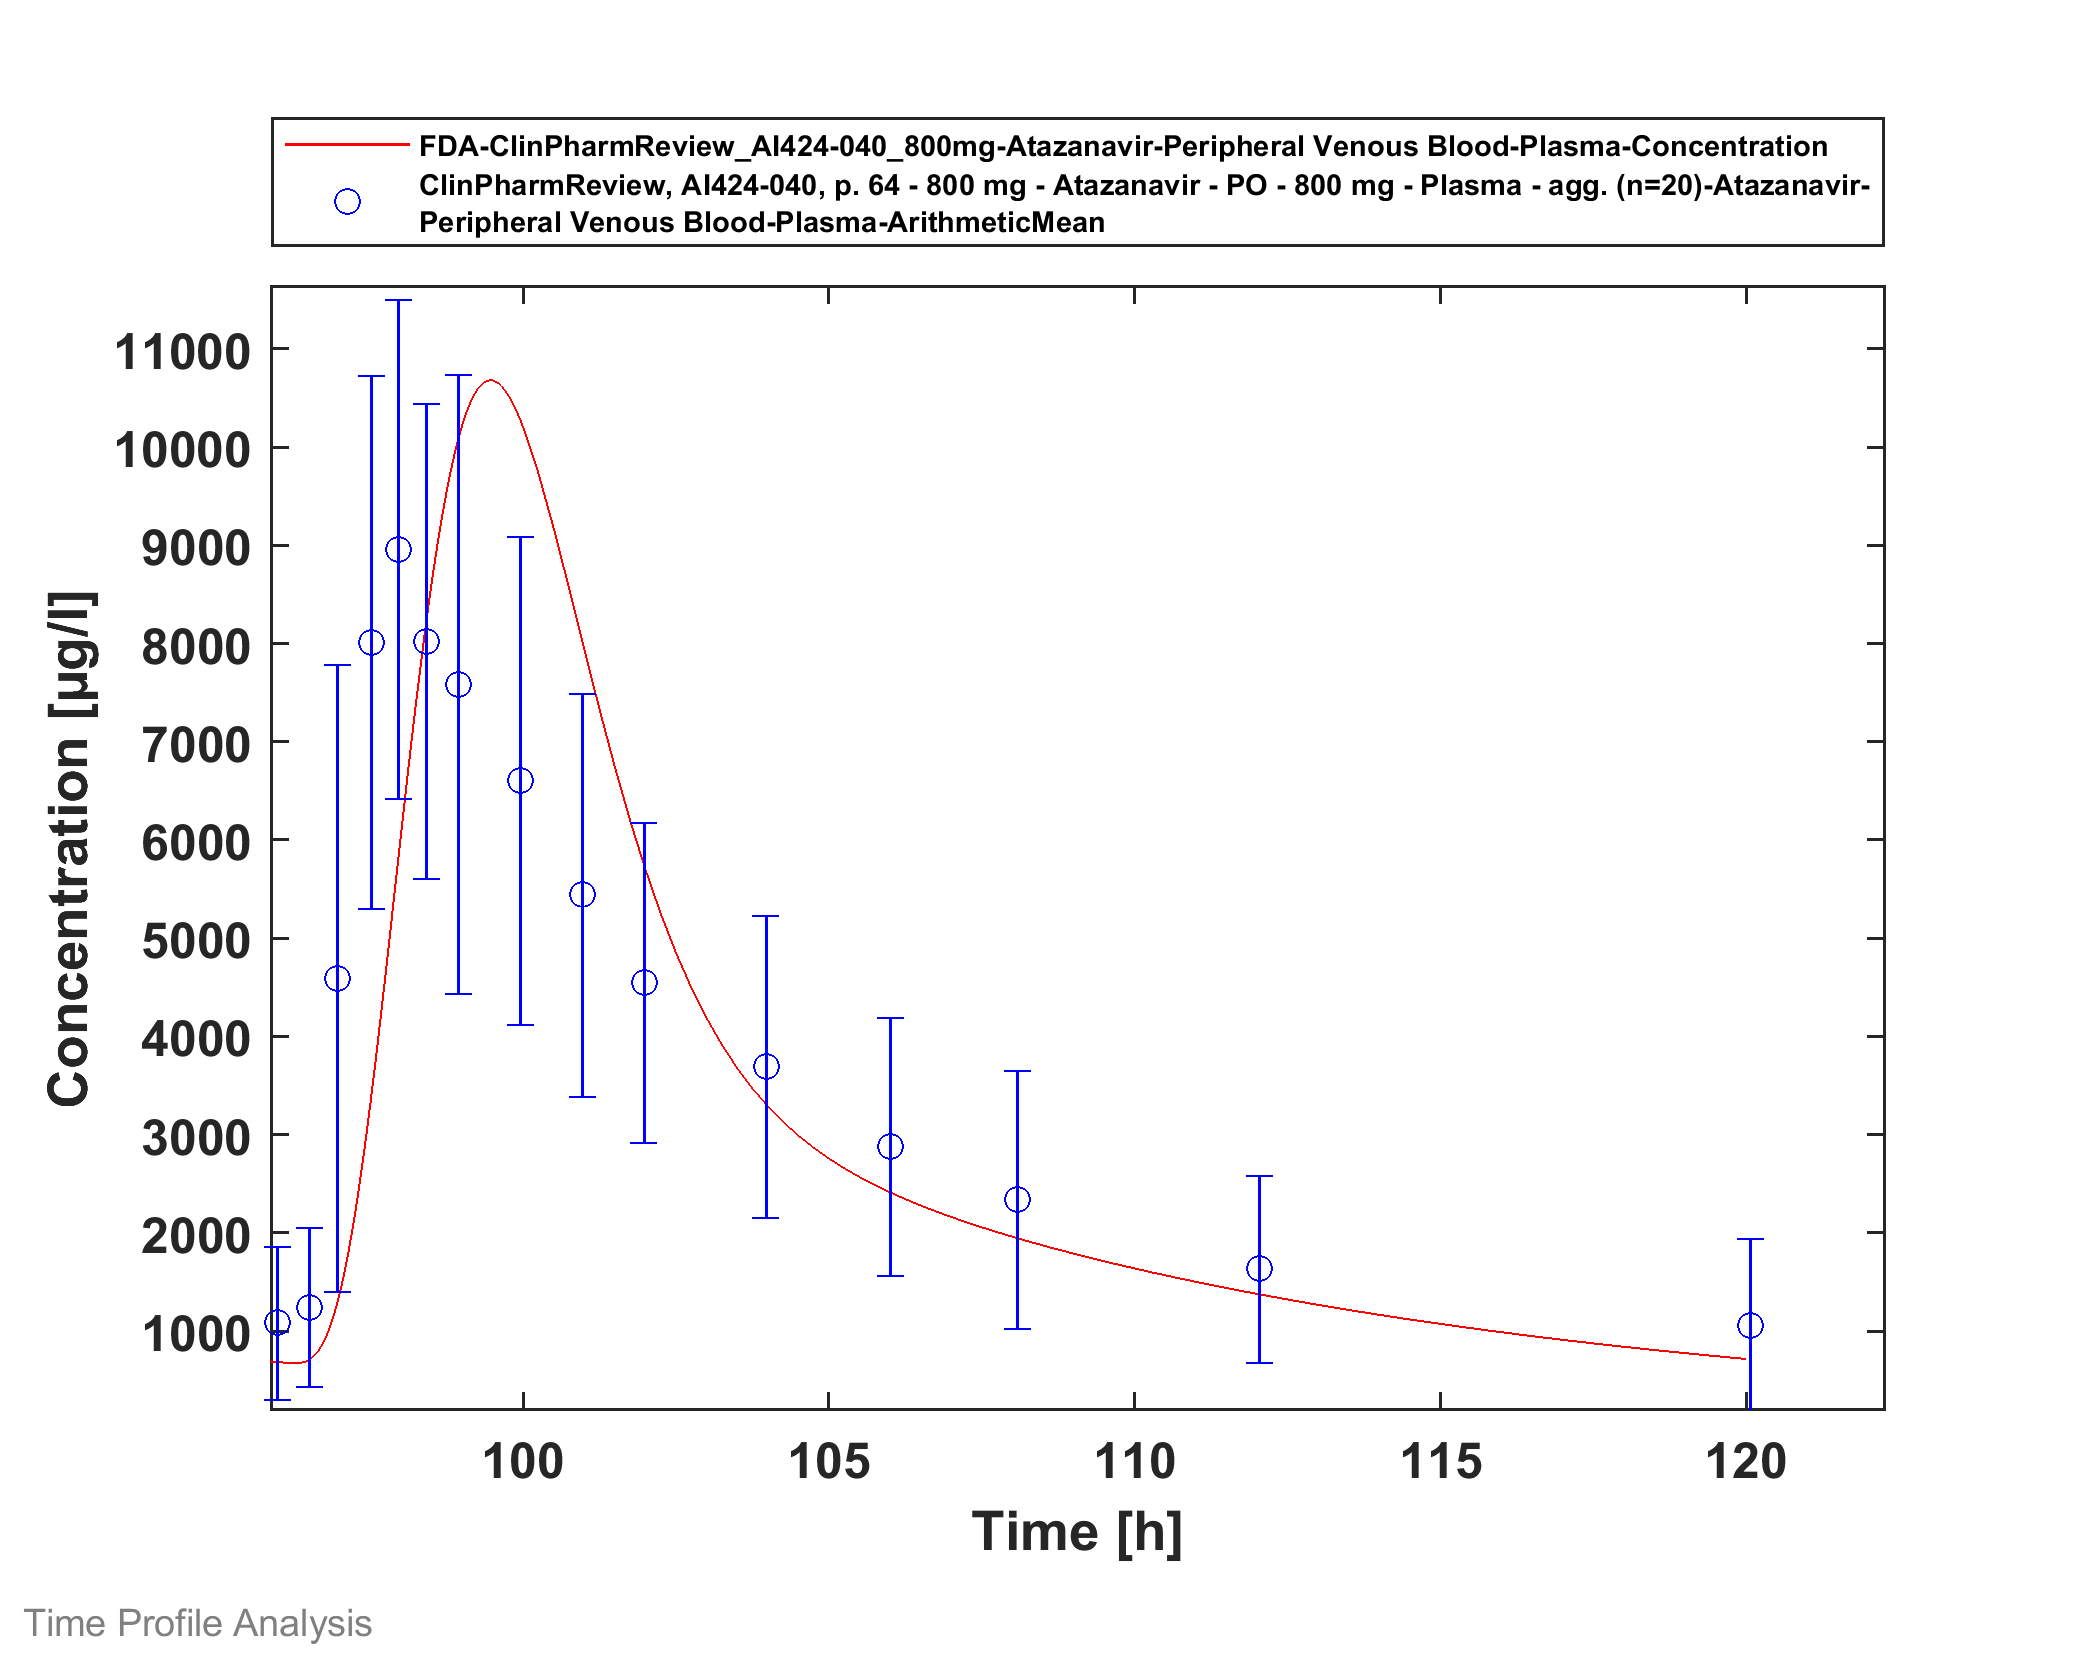 FDA-ClinPharmReview_AI424-040_800mg-Atazanavir-Peripheral Venous Blood-Plasma-Concentration
ClinPharmReview, AI424-040, p. 64 - 800 mg - Atazanavir - PO - 800 mg - Plasma - agg. (n=20)-Atazanavir-
Peripheral Venous Blood-Plasma-ArithmeticMean
11000
10000
9000
8000
7000
6000
5000
4000
3000
2000
1000
Concentration [µg/l]
100 105 110 115 120
Time [h]
Time Profile Analysis